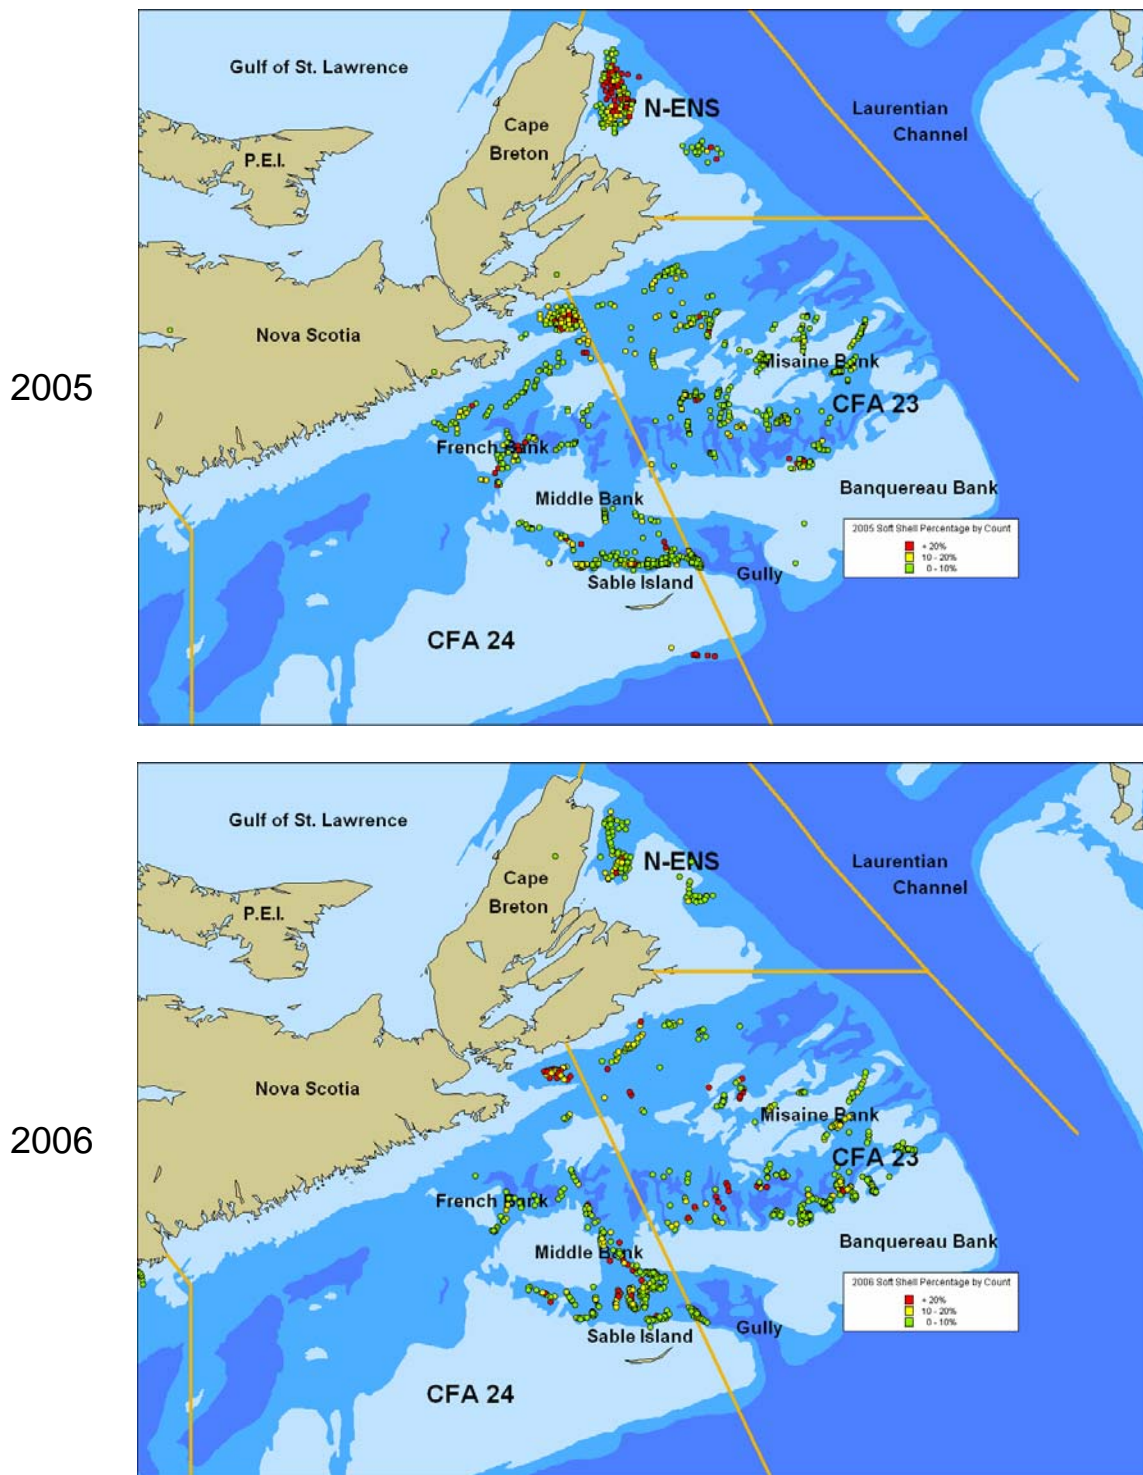 2005
Gulf of St. Lawrence
N-ENS
Laurentian
Channel
Cape
Breton
P.E.I.
Nova Scotia
Misaine Bank
CFA 23
French Bank
Middle Bank
Banquereau Bank
2005 Soft Shell Percentage by Count
+ 20%
10 - 20%
0 - 10%
Sable Island
Gully
CFA 24
2006
Gulf of St. Lawrence
N-ENS
Laurentian
Channel
Cape
Breton
P.E.I.
Nova Scotia
Misaine Bank
CFA 23
French Bank
Middle Bank
Banquereau Bank
2006 Soft Shell Percentage by Count
+ 20%
10 - 20%
0 - 10%
Sable Island
Gully
CFA 24